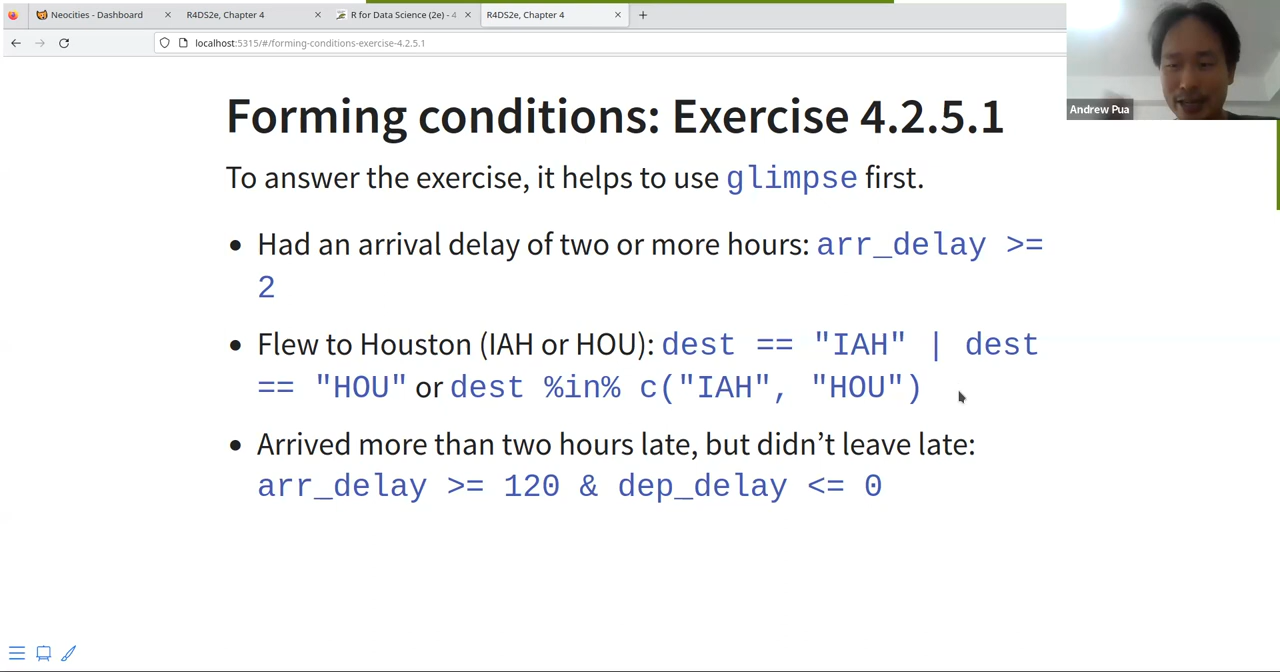 Neocities - Dashboard
R4DS2e, Chapter 4
R for Data Science (2e) - 4
R4DS2e, Chapter 4
localhost:5315/#/forming-conditions-exercise-4.2.5.1
Andrew Pua
Forming conditions: Exercise 4.2.5.1
To answer the exercise, it helps to use glimpse first.
• Had an arrival delay of two or more hours: arr_delay >=
2
• Flew to Houston (IAH or HOU): dest == "IAH" | dest
== "HOU" or dest %in% c("IAH", "HOU")
• Arrived more than two hours late, but didn’t leave late:
arr_delay >= 120 & dep_delay <= 0